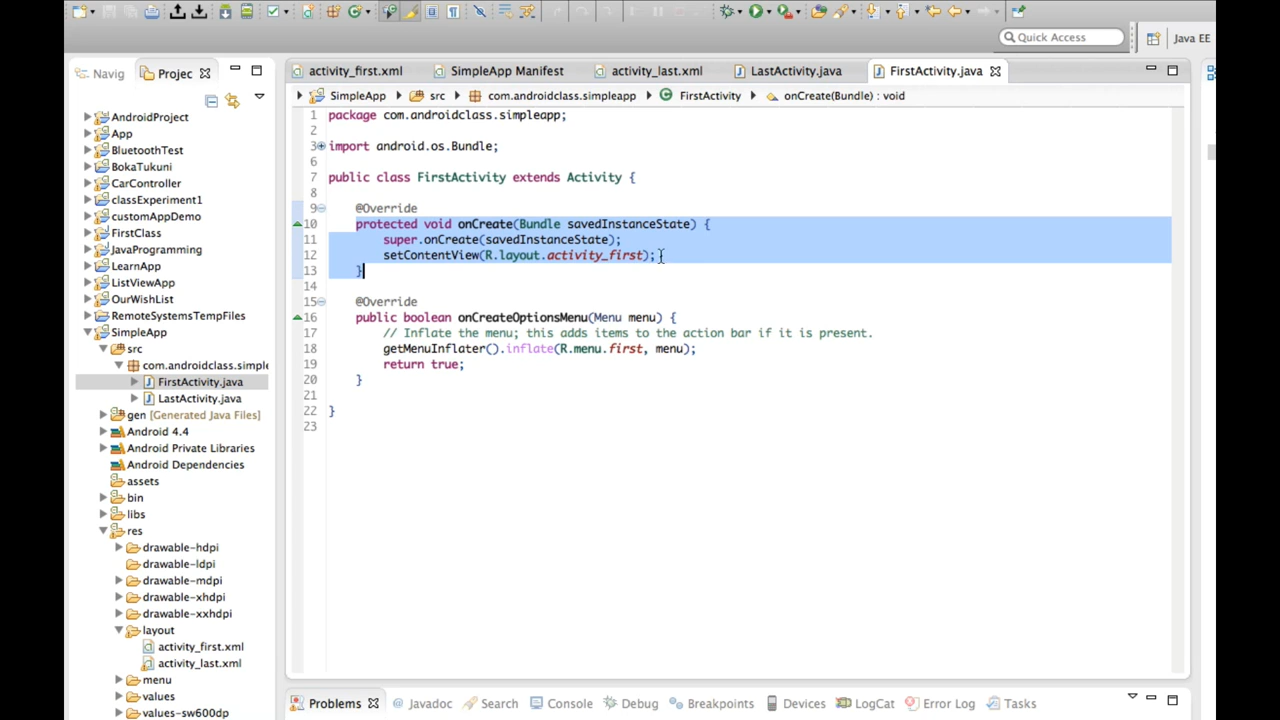 Quick Access
Java EE
Navig
Projec
activity_first.xml
SimpleApp Manifest
activity_last.xml
LastActivity.java
FirstActivity.java
SimpleApp
src
com.androidclass.simpleapp
FirstActivity
onCreate(Bundle) : void
AndroidProject
App
BluetoothTest
BokaTukuni
CarController
classExperiment1
customAppDemo
FirstClass
JavaProgramming
LearnApp
ListViewApp
OurWishList
RemoteSystemsTempFiles
SimpleApp
src
com.androidclass.simple
FirstActivity.java
LastActivity.java
gen [Generated Java Files]
Android 4.4
Android Private Libraries
Android Dependencies
assets
bin
libs
res
drawable-hdpi
drawable-ldpi
drawable-mdpi
drawable-xhdpi
drawable-xxhdpi
layout
activity_first.xml
activity_last.xml
menu
values
values-sw600dp
1 package com.androidclass.simpleapp;
2
3 import android.os.Bundle;
6
7 public class FirstActivity extends Activity {
8
9 @Override
10 protected void onCreate(Bundle savedInstanceState) {
11 super.onCreate(savedInstanceState);
12 setContentView(R.layout.activity_first);
13 }
14
15 @Override
16 public boolean onCreateOptionsMenu(Menu menu) {
17 // Inflate the menu; this adds items to the action bar if it is present.
18 getMenuInflater().inflate(R.menu.first, menu);
19 return true;
20 }
21
22 }
23
Problems
Javadoc
Search
Console
Debug
Breakpoints
Devices
LogCat
Error Log
Tasks